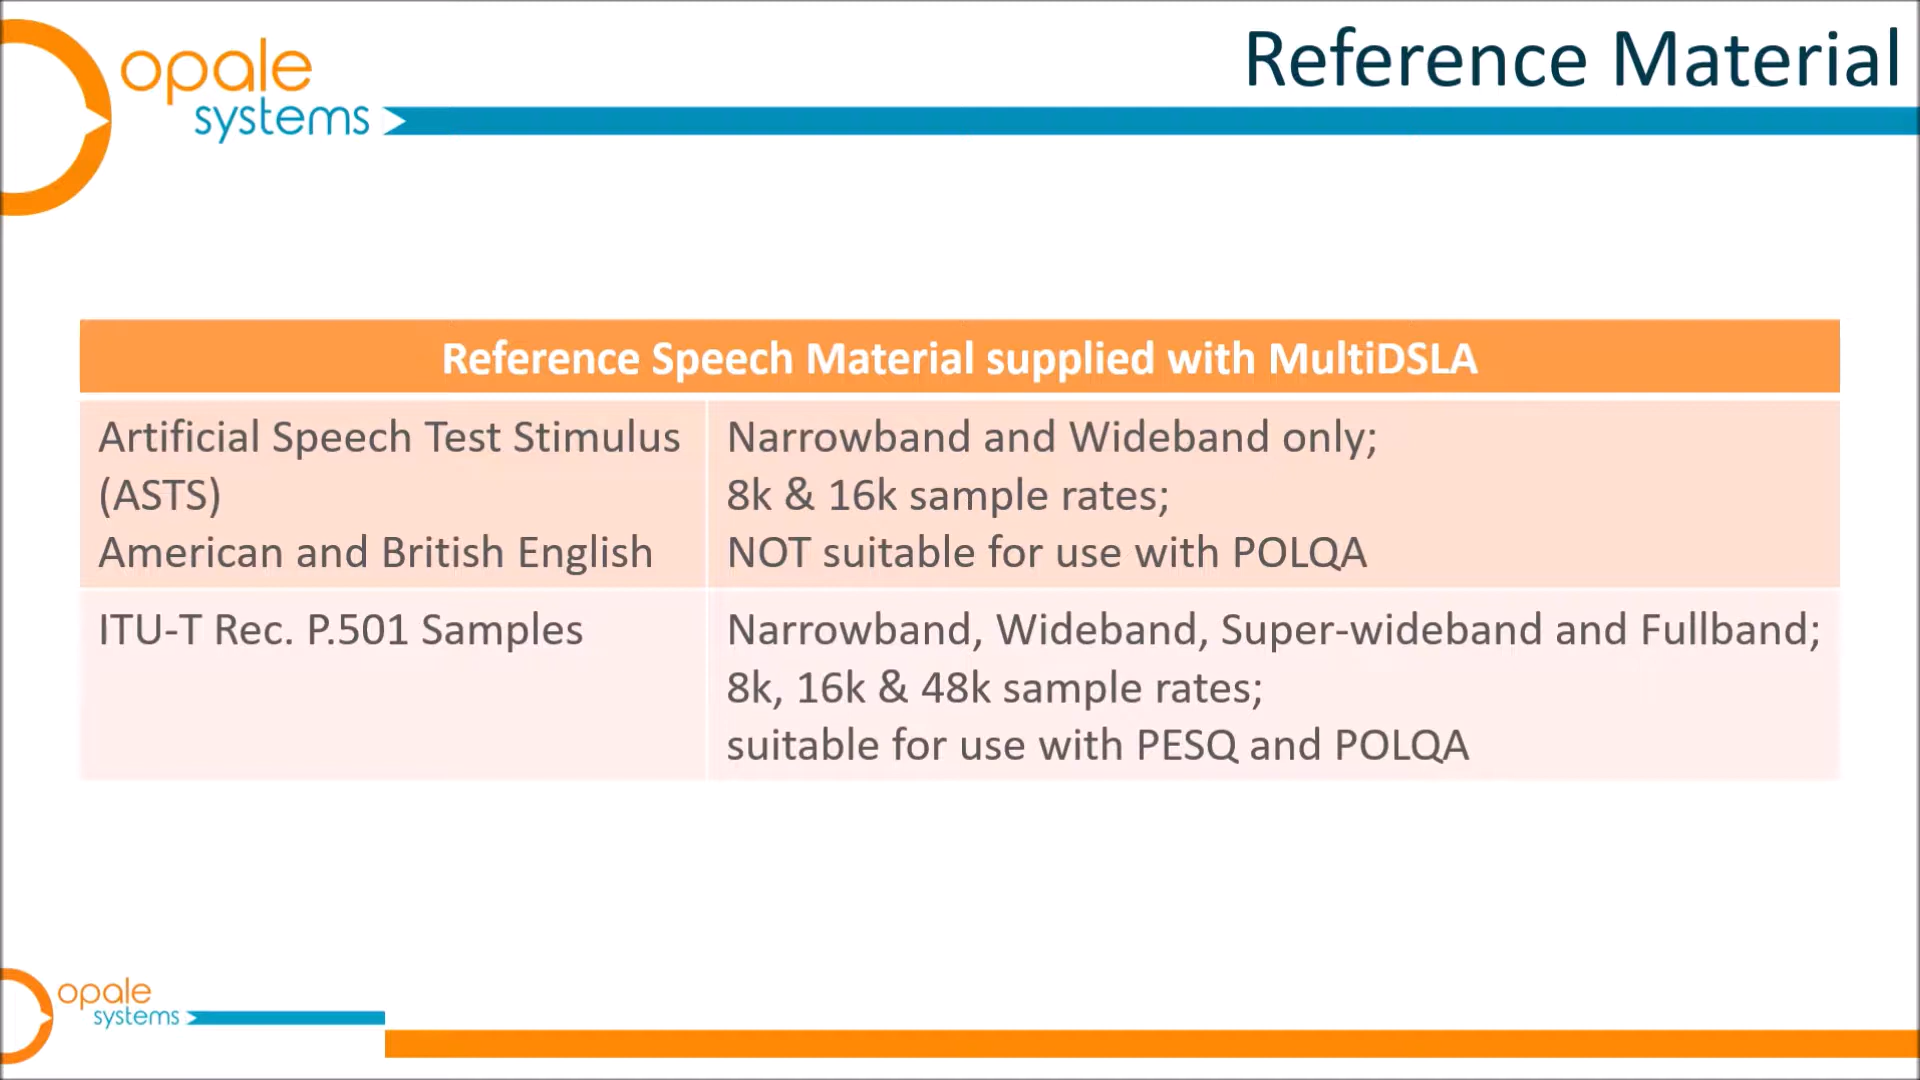 opale
systems
Reference Material
Reference Speech Material supplied with MultiDSLA
Artificial Speech Test Stimulus
(ASTS)
American and British English
Narrowband and Wideband only;
8k & 16k sample rates;
NOT suitable for use with POLQA
ITU-T Rec. P.501 Samples
Narrowband, Wideband, Super-wideband and Fullband;
8k, 16k & 48k sample rates;
suitable for use with PESQ and POLQA
opale
systems